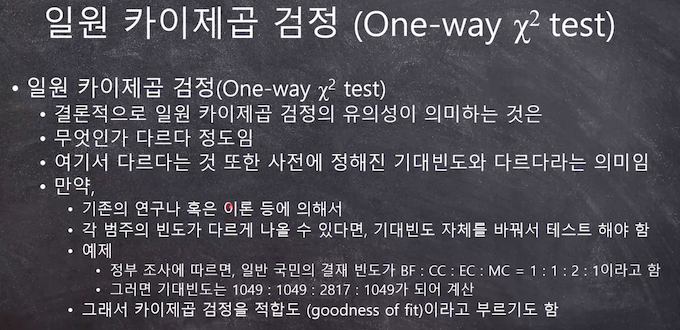 일원 카이제곱 검정 (One-way χ² test)
• 일원 카이제곱 검정(One-way χ² test)
• 결론적으로 일원 카이제곱 검정의 유의성이 의미하는 것은
• 무엇인가 다르다 정도임
• 여기서 다르다는 것 또한 사전에 정해진 기대빈도와 다르다라는 의미임
• 만약,
• 기존의 연구나 혹은 이론 등에 의해서
• 각 범주의 빈도가 다르게 나올 수 있다면, 기대빈도 자체를 바꿔서 테스트 해야 함
• 예제
• 정부 조사에 따르면, 일반 국민의 결재 빈도가 BF : CC : EC : MC = 1 : 1 : 2 : 1이라고 함
• 그러면 기대빈도는 1049 : 1049 : 2817 : 1049가 되어 계산
• 그래서 카이제곱 검정을 적합도 (goodness of fit)이라고 부르기도 함